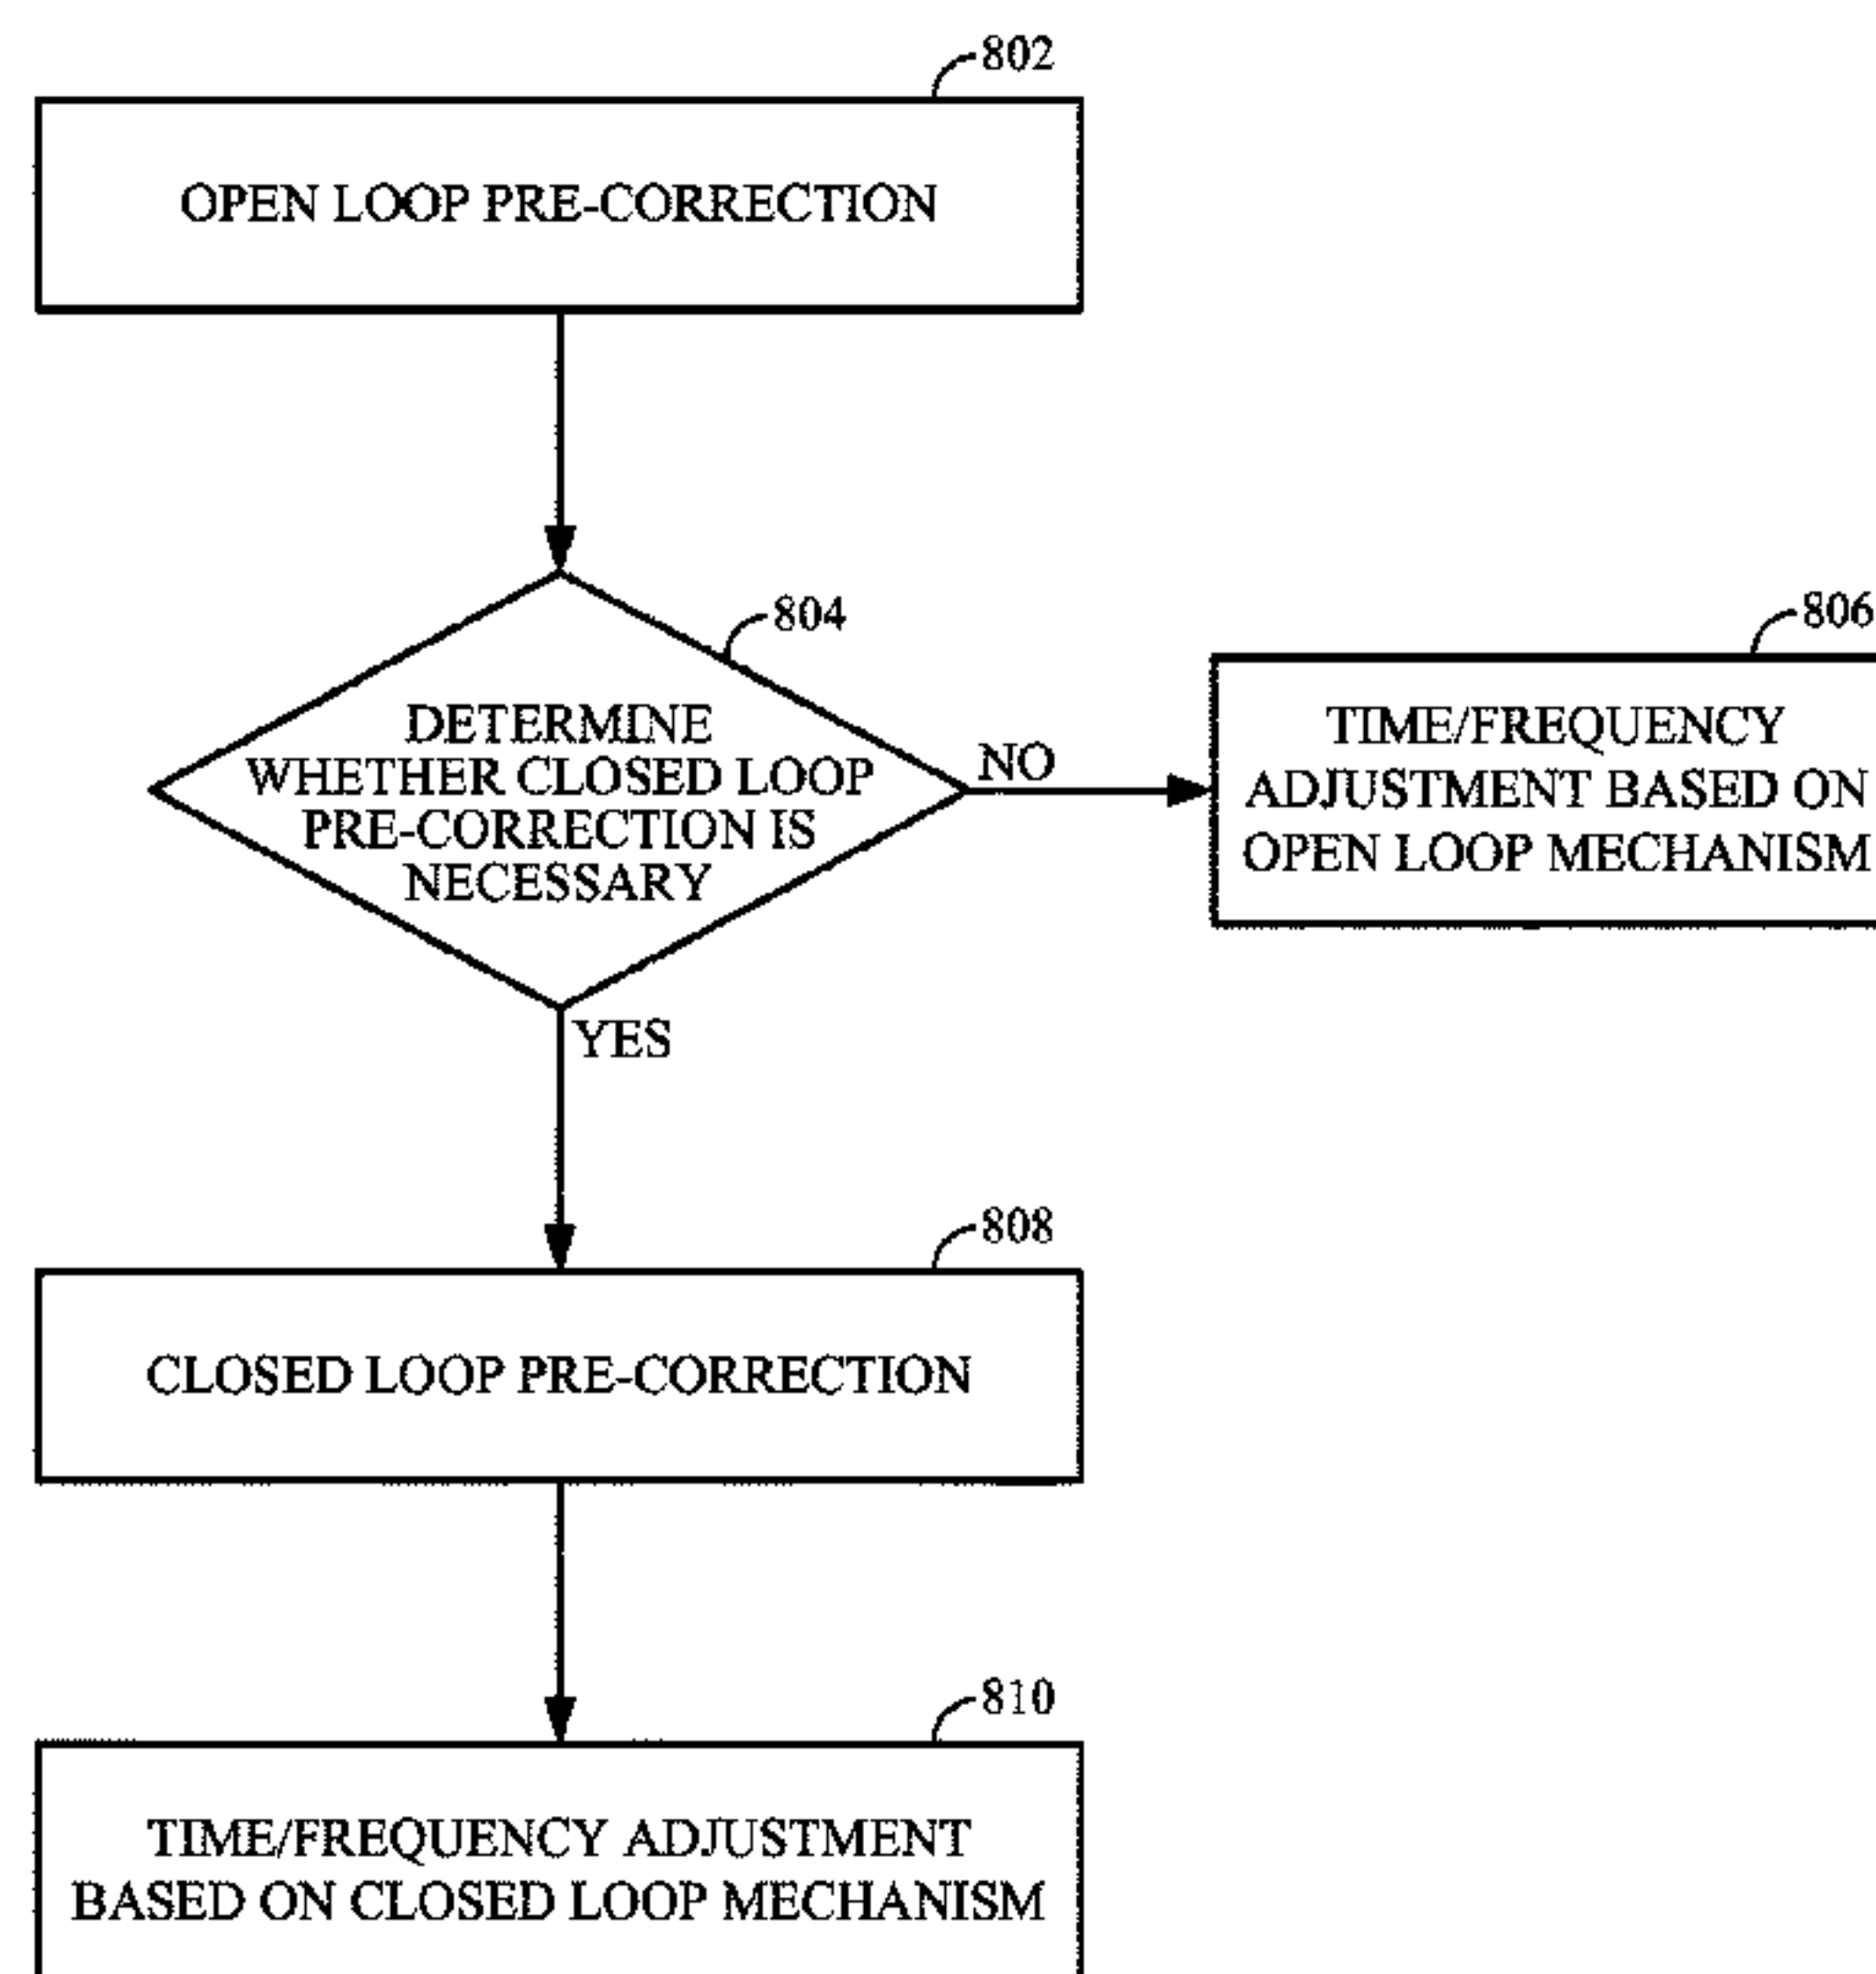 802
OPEN LOOP PRE-CORRECTION
804
DETERMINE
WHETHER CLOSED LOOP
PRE-CORRECTION IS
NECESSARY
NO
806
TIME/FREQUENCY
ADJUSTMENT BASED ON
OPEN LOOP MECHANISM
YES
808
CLOSED LOOP PRE-CORRECTION
810
TIME/FREQUENCY ADJUSTMENT
BASED ON CLOSED LOOP MECHANISM